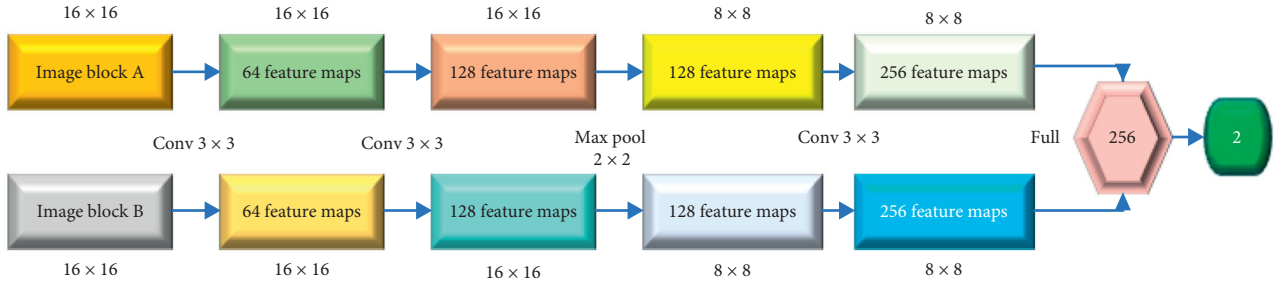 16 × 16
16 × 16
16 × 16
8 × 8
8 × 8
Image block A
64 feature maps
128 feature maps
128 feature maps
256 feature maps
Conv 3 × 3
Conv 3 × 3
Max pool
2 × 2
Conv 3 × 3
Full
256
2
Image block B
64 feature maps
128 feature maps
128 feature maps
256 feature maps
16 × 16
16 × 16
16 × 16
8 × 8
8 × 8